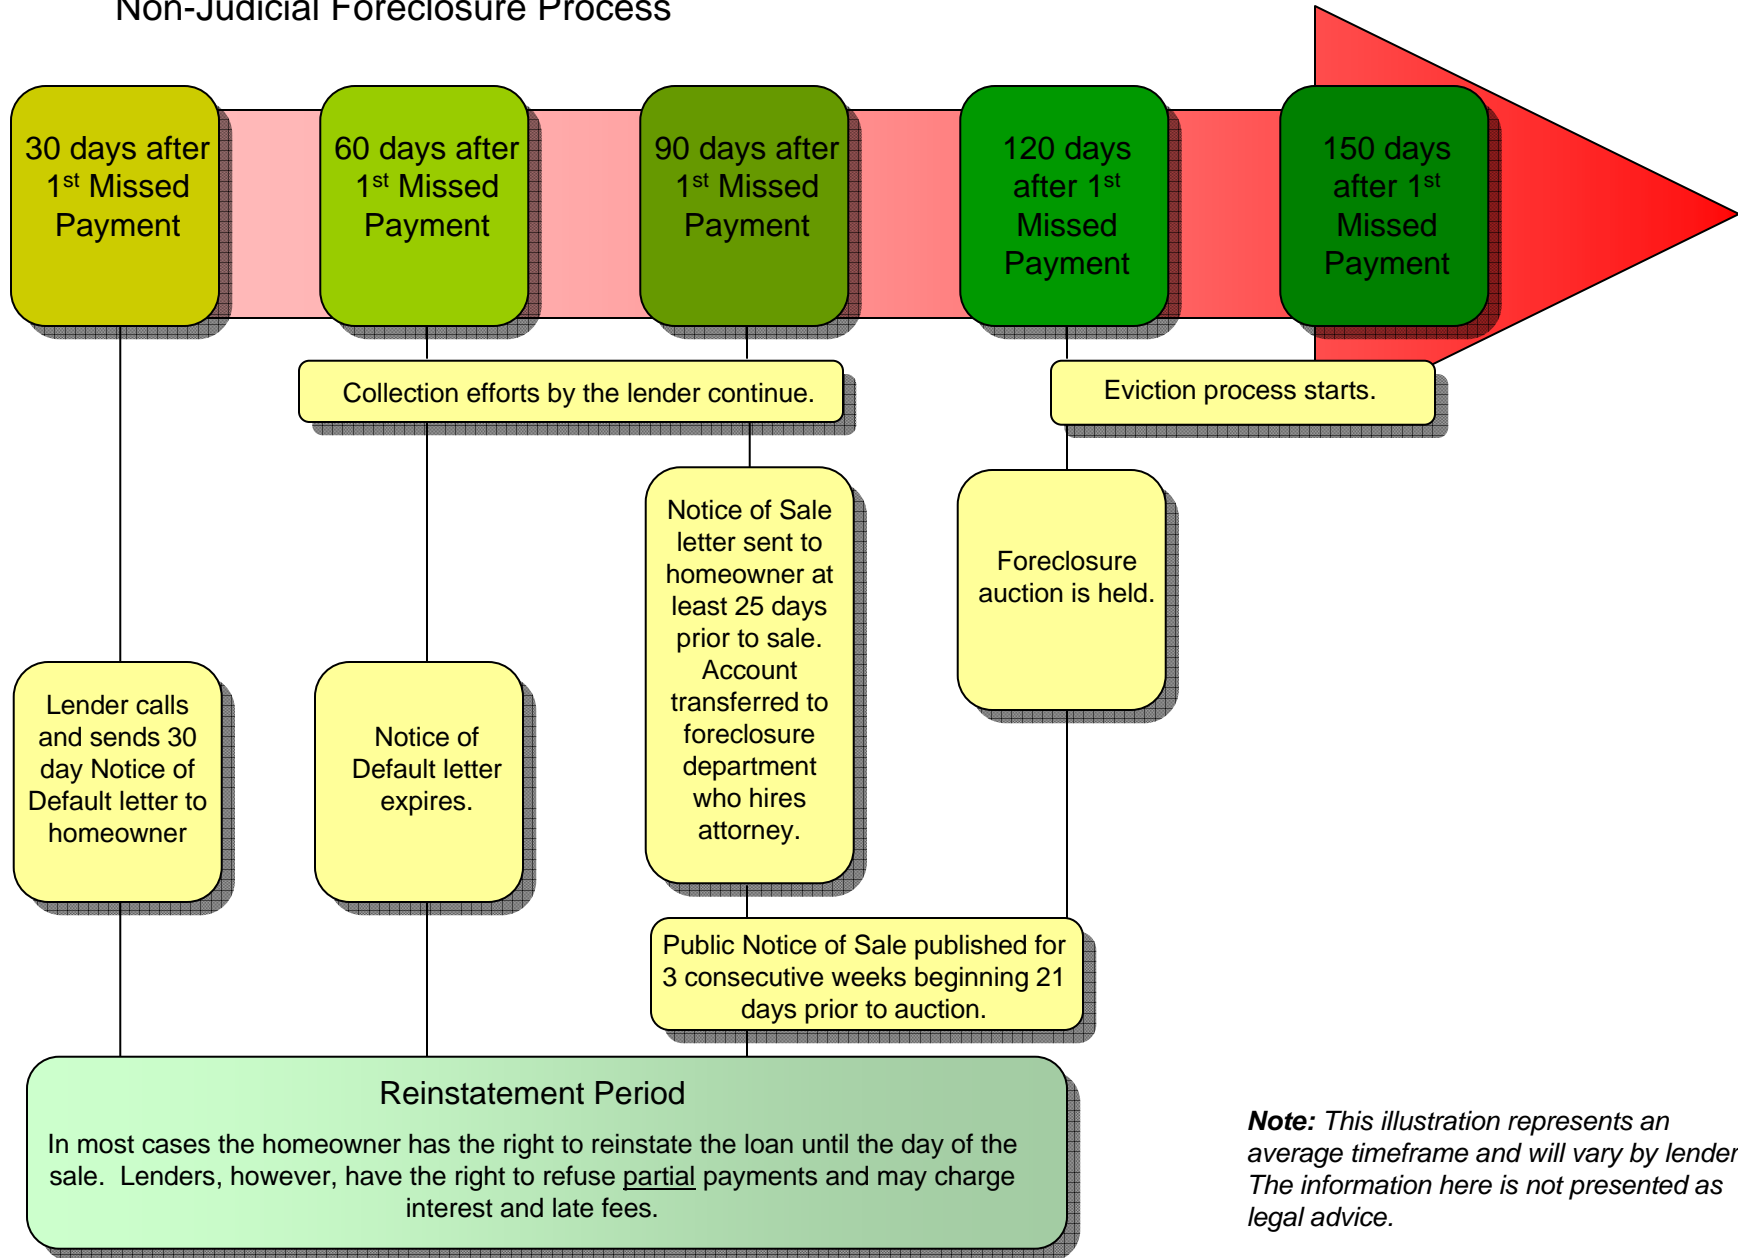 Non-Judicial Foreclosure Process
30 days after
1st Missed
Payment
60 days after
1st Missed
Payment
90 days after
1st Missed
Payment
120 days
after 1st
Missed
Payment
150 days
after 1st
Missed
Payment
Collection efforts by the lender continue.
Eviction process starts.
Lender calls
and sends 30
day Notice of
Default letter to
homeowner
Notice of
Default letter
expires.
Notice of Sale
letter sent to
homeowner at
least 25 days
prior to sale.
Account
transferred to
foreclosure
department
who hires
attorney.
Foreclosure
auction is held.
Public Notice of Sale published for
3 consecutive weeks beginning 21
days prior to auction.
Reinstatement Period
In most cases the homeowner has the right to reinstate the loan until the day of the
sale.  Lenders, however, have the right to refuse partial payments and may charge
interest and late fees.
Note: This illustration represents an
average timeframe and will vary by lender
The information here is not presented as
legal advice.